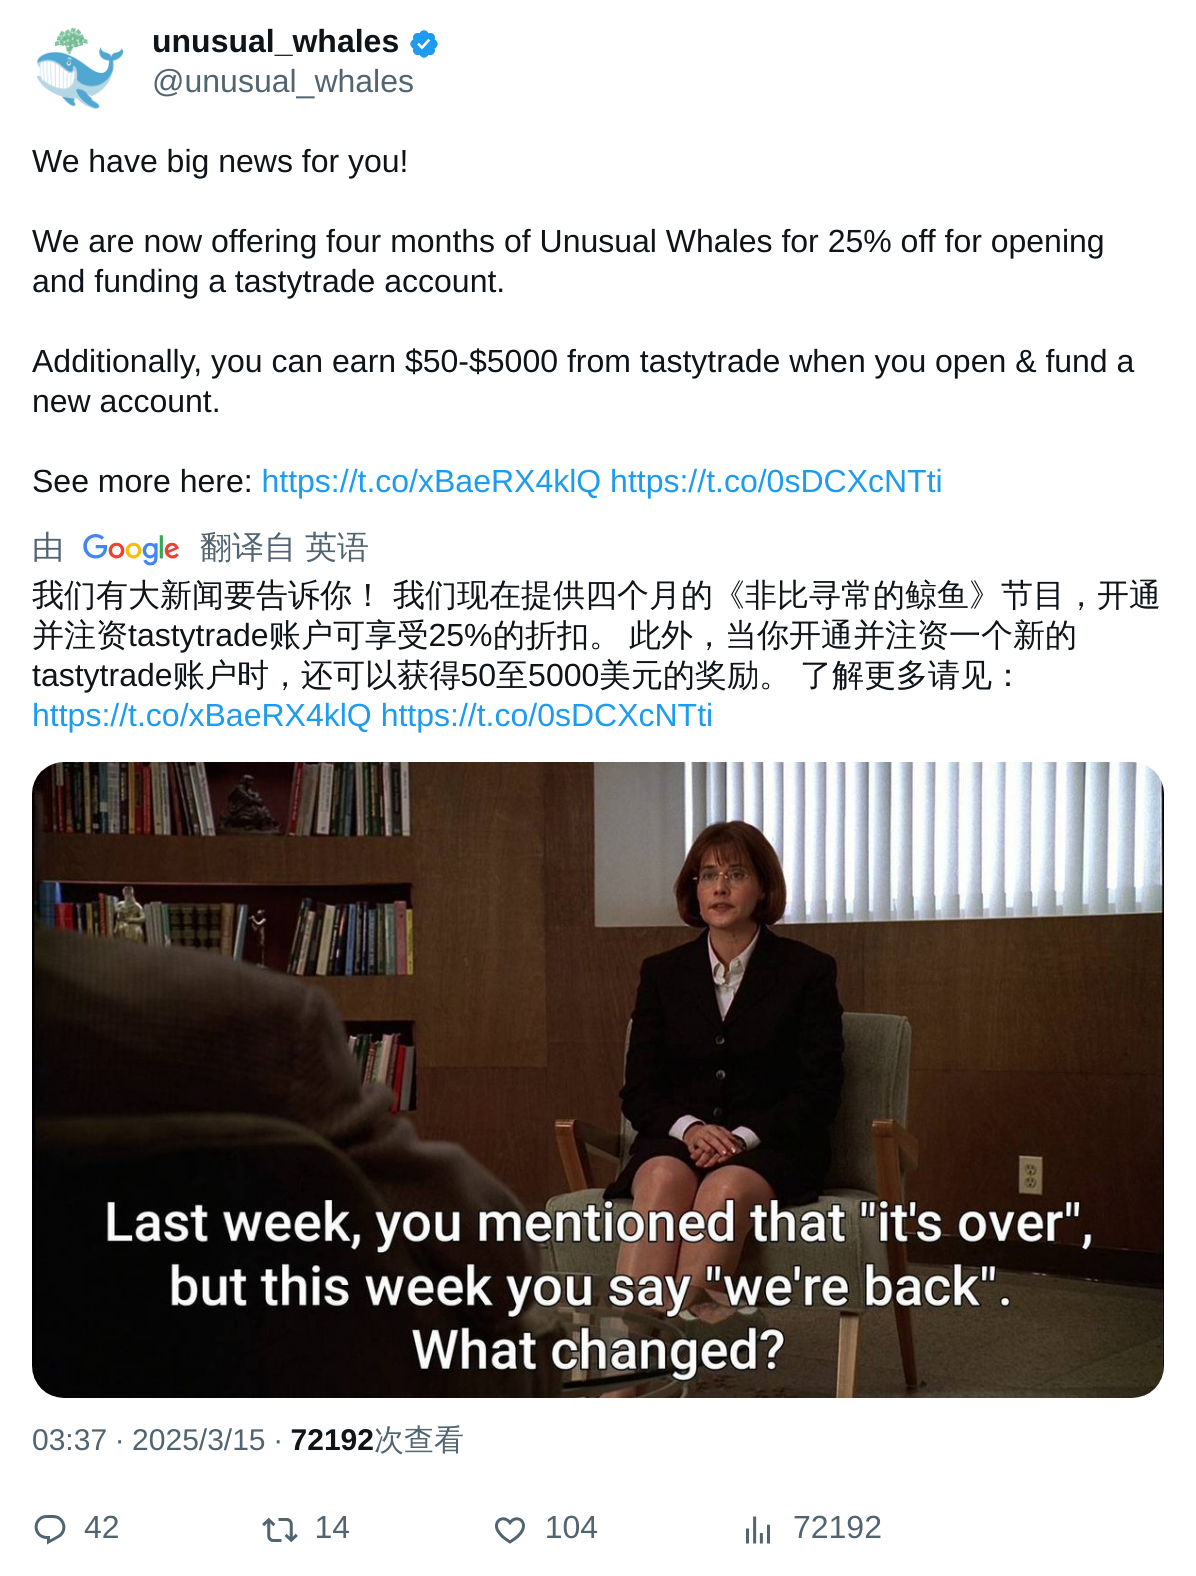 unusual_whales
@unusual_whales
We have big news for you!
We are now offering four months of Unusual Whales for 25% off for opening
and funding a tastytrade account.
Additionally, you can earn $50-$5000 from tastytrade when you open & fund a
new account.
See more here: https://t.co/xBaeRX4klQ https://t.co/0sDCXcNTti
由 Google 翻译自 英语
我们有大新闻要告诉你！ 我们现在提供四个月的《非比寻常的鲸鱼》节目，开通
并注资tastytrade账户可享受25%的折扣。 此外，当你开通并注资一个新的
tastytrade账户时，还可以获得50至5000美元的奖励。 了解更多请见：
https://t.co/xBaeRX4klQ https://t.co/0sDCXcNTti
Last week, you mentioned that "it's over",
but this week you say "we're back".
What changed?
03:37 · 2025/3/15 · 72192次查看
42 14 104 72192